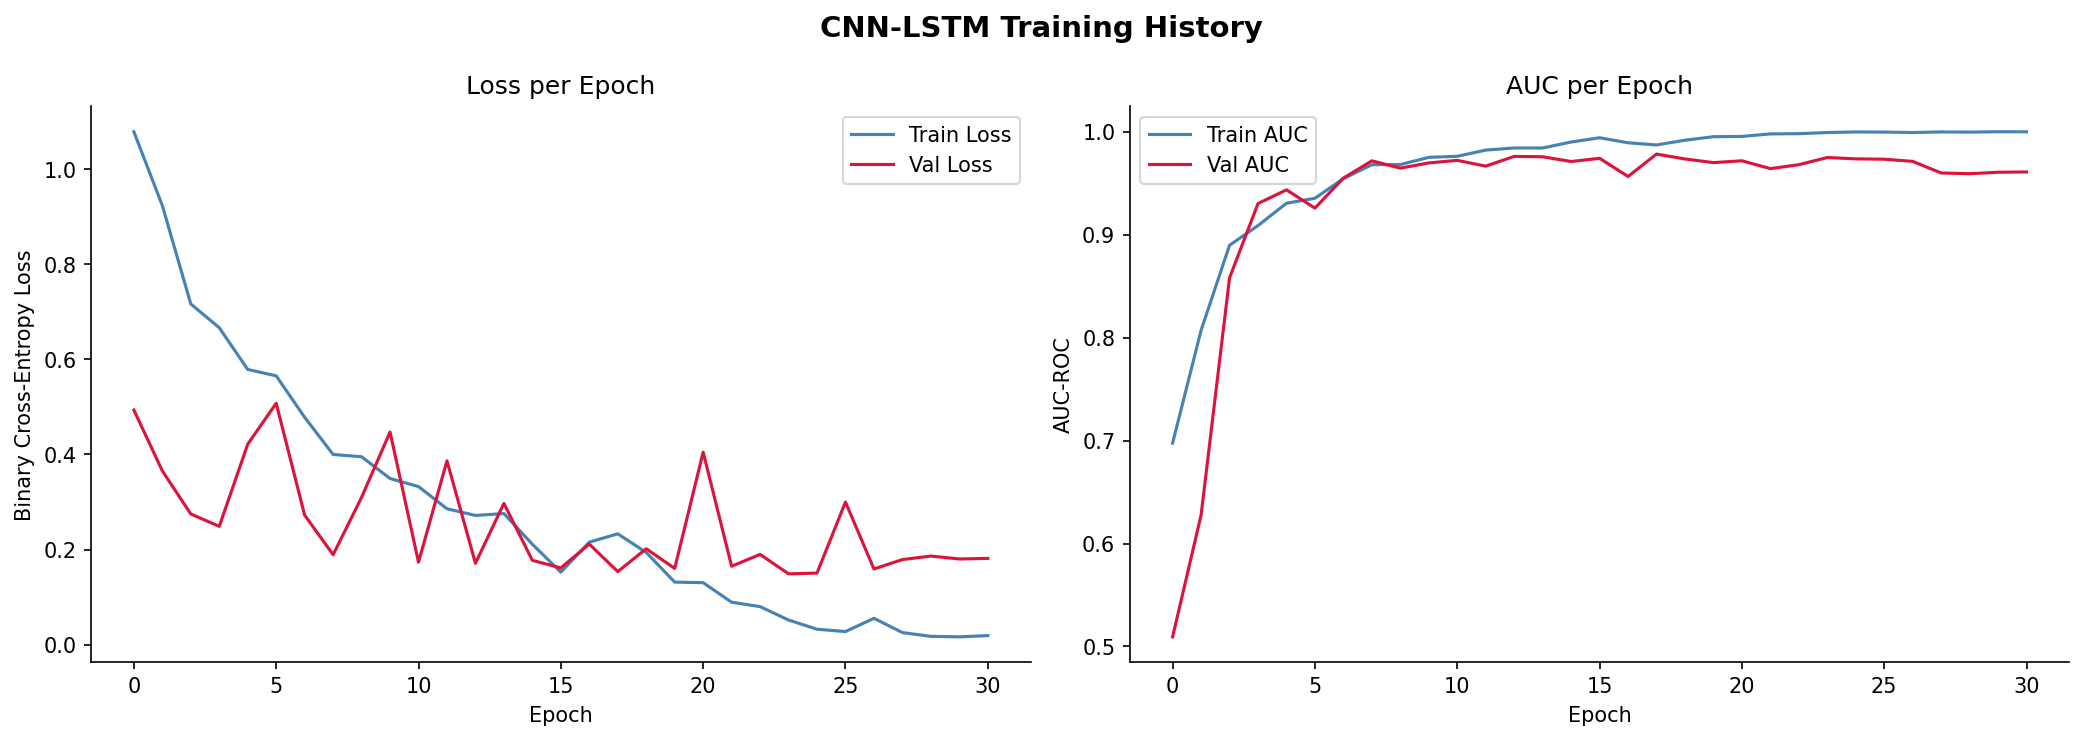 CNN-LSTM Training History
Loss per Epoch
Train Loss
Val Loss
Binary Cross-Entropy Loss
1.0
0.8
0.6
0.4
0.2
0.0
0 5 10 15 20 25 30
Epoch
AUC per Epoch
Train AUC
Val AUC
AUC-ROC
1.0
0.9
0.8
0.7
0.6
0.5
0 5 10 15 20 25 30
Epoch